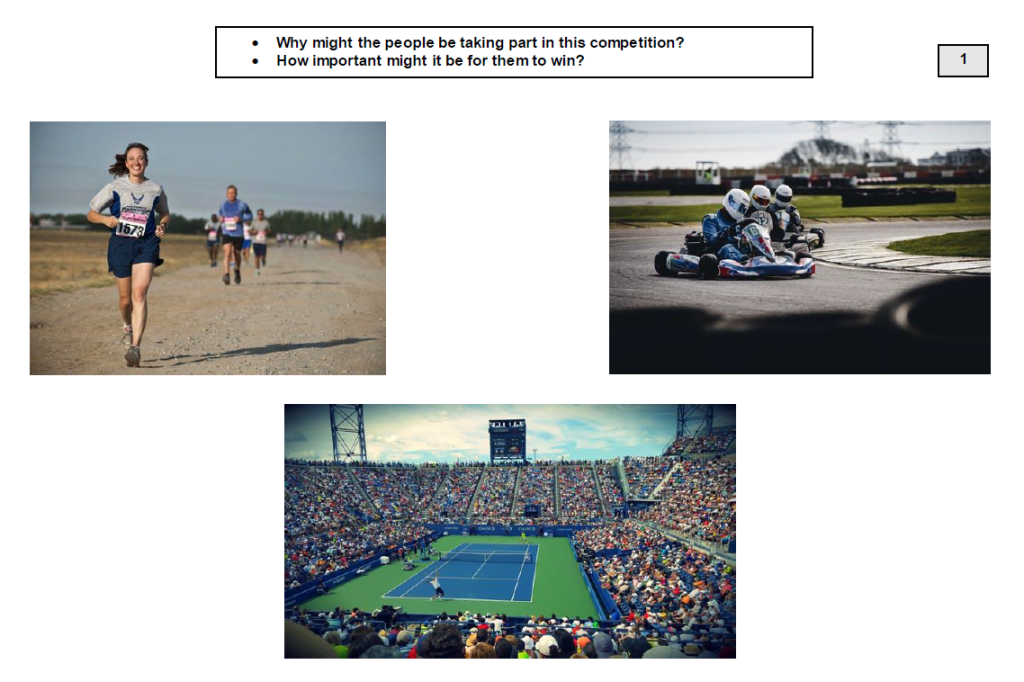 • Why might the people be taking part in this competition?
• How important might it be for them to win?
1
1573